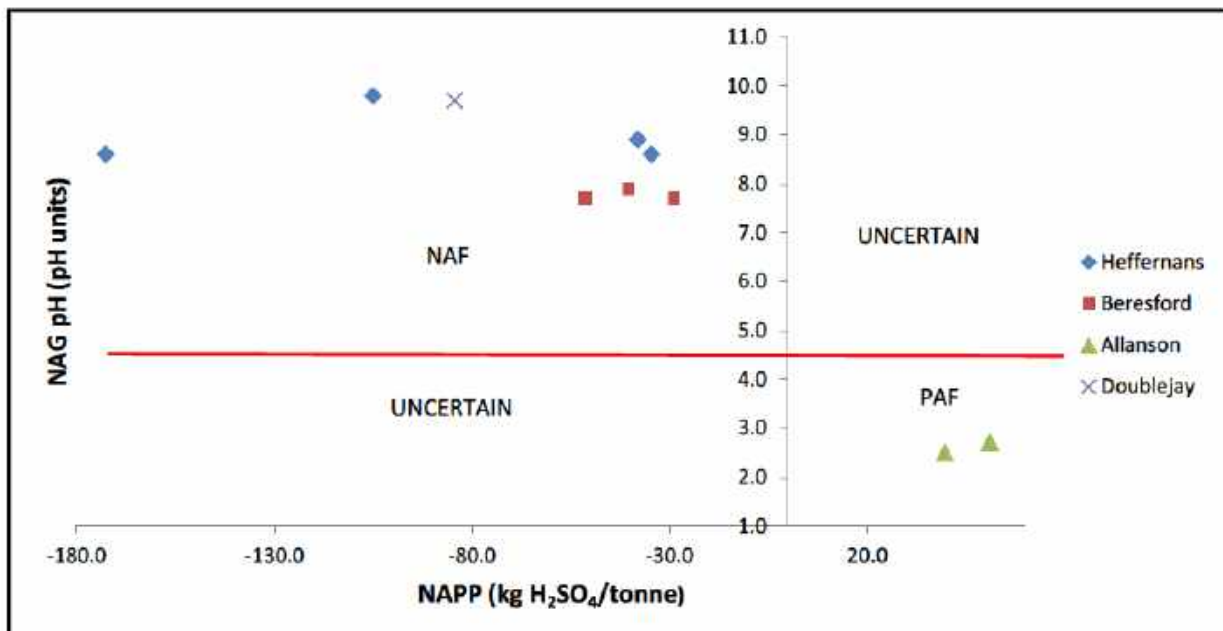 11.0
10.0
9.0
8.0
7.0
6.0
5.0
4.0
3.0
2.0
1.0
NAG pH (pH units)
NAF
UNCERTAIN
UNCERTAIN
PAF
Heffernans
Beresford
Allanson
Doublejay
-180.0 -130.0 -80.0 -30.0 20.0
NAPP (kg H₂SO₄/tonne)